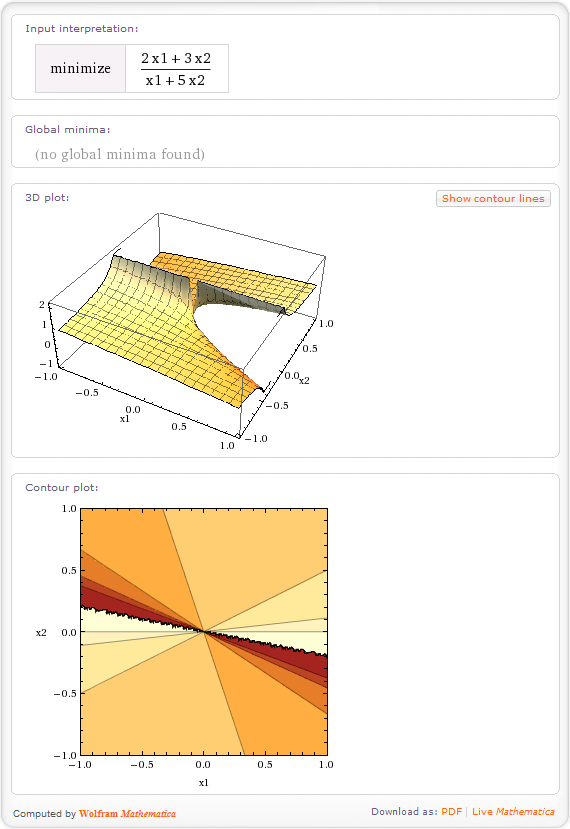 Input interpretation:
minimize
2 x1 + 3 x2
x1 + 5 x2
Global minima:
(no global minima found)
3D plot:
Show contour lines
2
1
0
−1
−1.0
−0.5
0.0
x1
0.5
1.0
−1.0
−0.5
0.0
x2
0.5
1.0
Contour plot:
1.0
0.5
x2
0.0
−0.5
−1.0
−1.0 −0.5 0.0 0.5 1.0
x1
Computed by Wolfram Mathematica
Download as: PDF | Live Mathematica